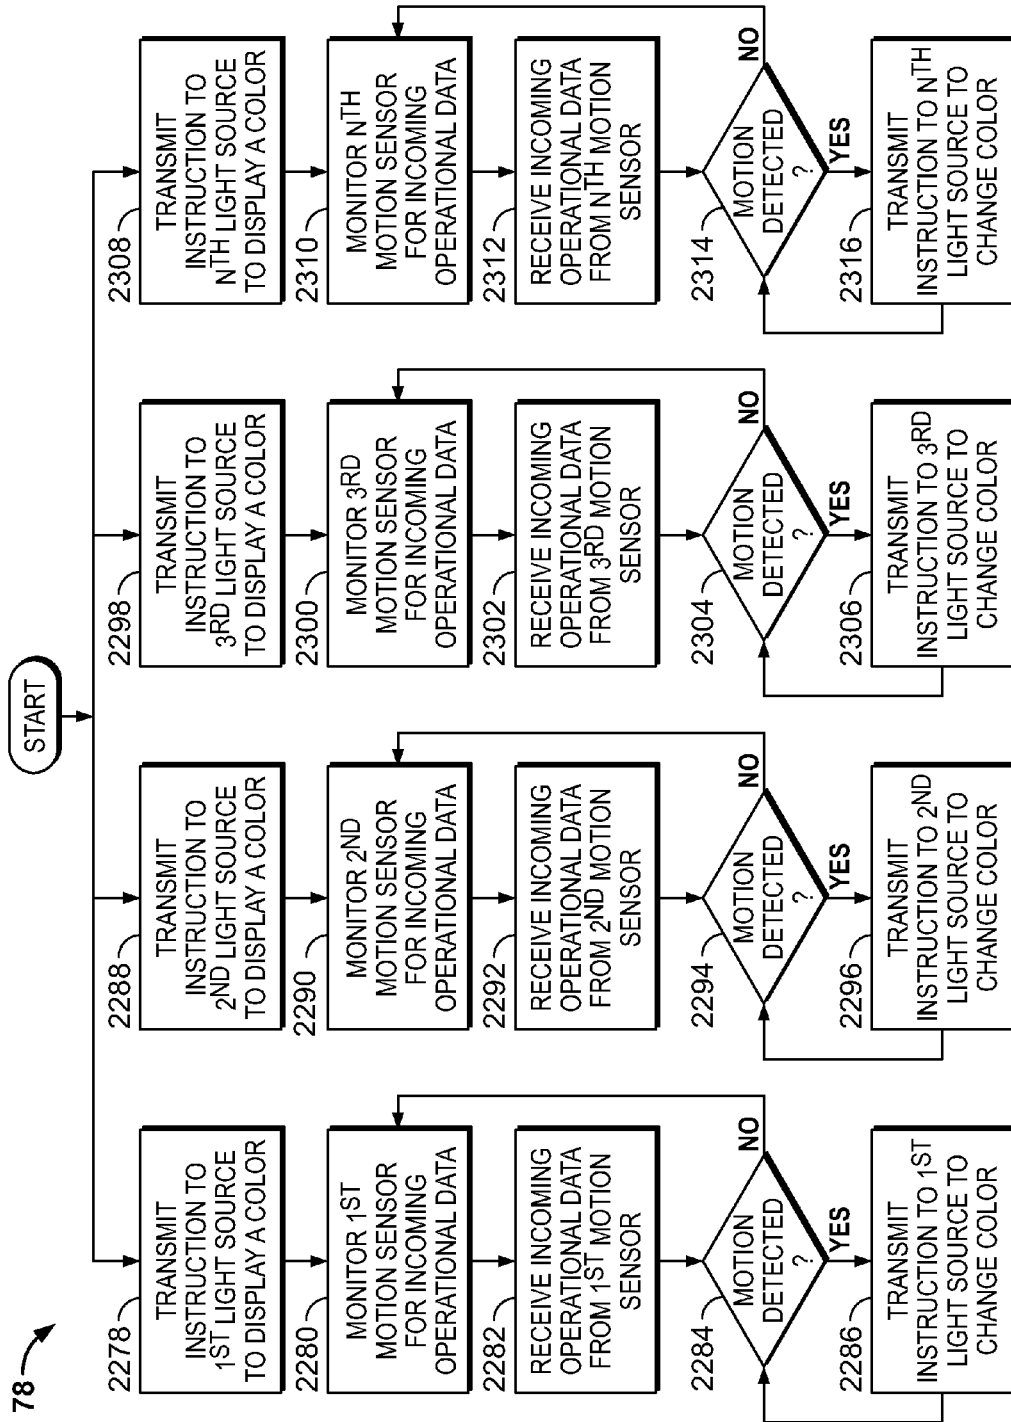 78
START
2278
TRANSMIT
INSTRUCTION TO
1ST LIGHT SOURCE
TO DISPLAY A COLOR
2280
MONITOR 1ST
MOTION SENSOR
FOR INCOMING
OPERATIONAL DATA
2282
RECEIVE INCOMING
OPERATIONAL DATA
FROM 1ST MOTION
SENSOR
2284
MOTION
DETECTED
?
NO
YES
2286
TRANSMIT
INSTRUCTION TO 1ST
LIGHT SOURCE TO
CHANGE COLOR
2288
TRANSMIT
INSTRUCTION TO
2ND LIGHT SOURCE
TO DISPLAY A COLOR
2290
MONITOR 2ND
MOTION SENSOR
FOR INCOMING
OPERATIONAL DATA
2292
RECEIVE INCOMING
OPERATIONAL DATA
FROM 2ND MOTION
SENSOR
2294
MOTION
DETECTED
?
NO
YES
2296
TRANSMIT
INSTRUCTION TO 2ND
LIGHT SOURCE TO
CHANGE COLOR
2298
TRANSMIT
INSTRUCTION TO
3RD LIGHT SOURCE
TO DISPLAY A COLOR
2300
MONITOR 3RD
MOTION SENSOR
FOR INCOMING
OPERATIONAL DATA
2302
RECEIVE INCOMING
OPERATIONAL DATA
FROM 3RD MOTION
SENSOR
2304
MOTION
DETECTED
?
NO
YES
2306
TRANSMIT
INSTRUCTION TO 3RD
LIGHT SOURCE TO
CHANGE COLOR
2308
TRANSMIT
INSTRUCTION TO
NTH LIGHT SOURCE
TO DISPLAY A COLOR
2310
MONITOR NTH
MOTION SENSOR
FOR INCOMING
OPERATIONAL DATA
2312
RECEIVE INCOMING
OPERATIONAL DATA
FROM NTH MOTION
SENSOR
2314
MOTION
DETECTED
?
NO
YES
2316
TRANSMIT
INSTRUCTION TO NTH
LIGHT SOURCE TO
CHANGE COLOR